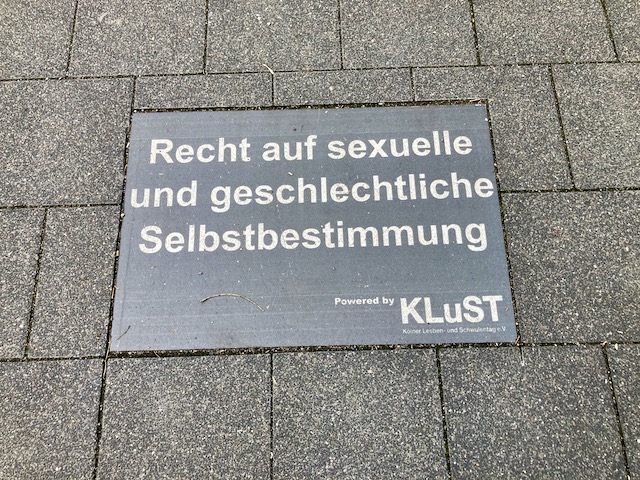 Recht auf sexuelle
und geschlechtliche
Selbstbestimmung
Powered by KLuST
Kölner Lesben- und Schwulentag e.V.